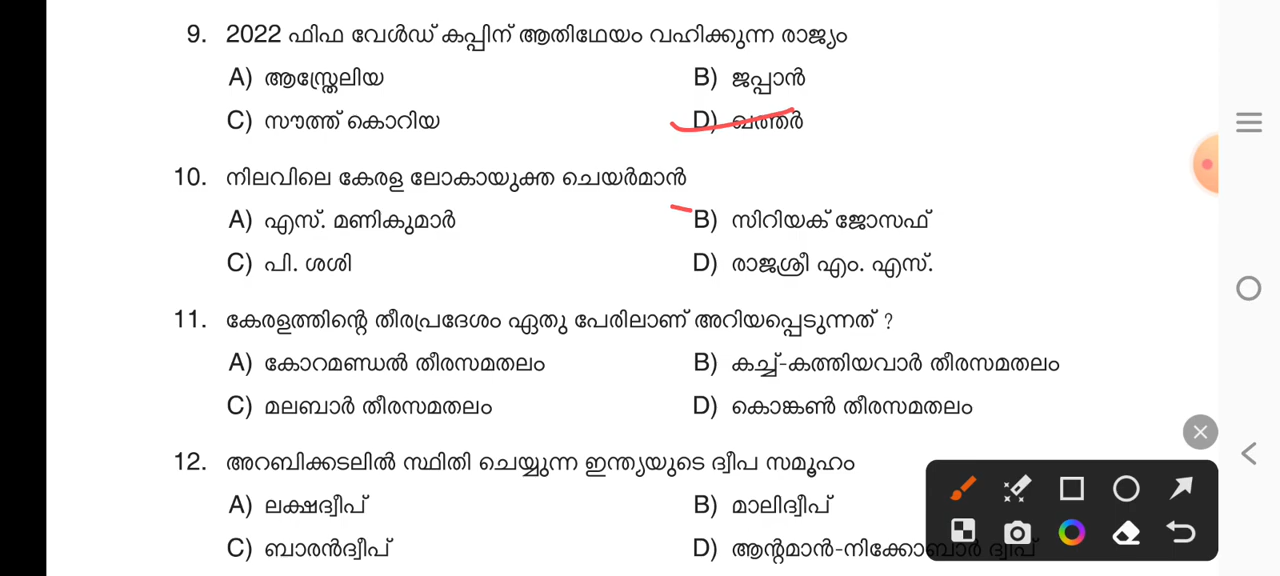 9. 2022 ഫിഫ വേൾഡ് കപ്പിന് ആതിഥേയം വഹിക്കുന്ന രാജ്യം
A) ആസ്ത്രേലിയ B) ജപ്പാൻ
C) സൗത്ത് കൊറിയ D) ഖത്തർ
10. നിലവിലെ കേരള ലോകായുക്ത ചെയർമാൻ
A) എസ്. മണികുമാർ B) സിറിയക് ജോസഫ്
C) പി. ശശി D) രാജശ്രീ എം. എസ്.
11. കേരളത്തിന്റെ തീരപ്രദേശം ഏതു പേരിലാണ് അറിയപ്പെടുന്നത് ?
A) കോറമണ്ഡൽ തീരസമതലം B) കച്ച്-കത്തിയവാർ തീരസമതലം
C) മലബാർ തീരസമതലം D) കൊങ്കൺ തീരസമതലം
12. അറബിക്കടലിൽ സ്ഥിതി ചെയ്യുന്ന ഇന്ത്യയുടെ ദ്വീപ സമൂഹം
A) ലക്ഷദ്വീപ് B) മാലിദ്വീപ്
C) ബാരൻദ്വീപ് D) ആന്റമാൻ-നിക്കോബാർ ദ്വീപ്